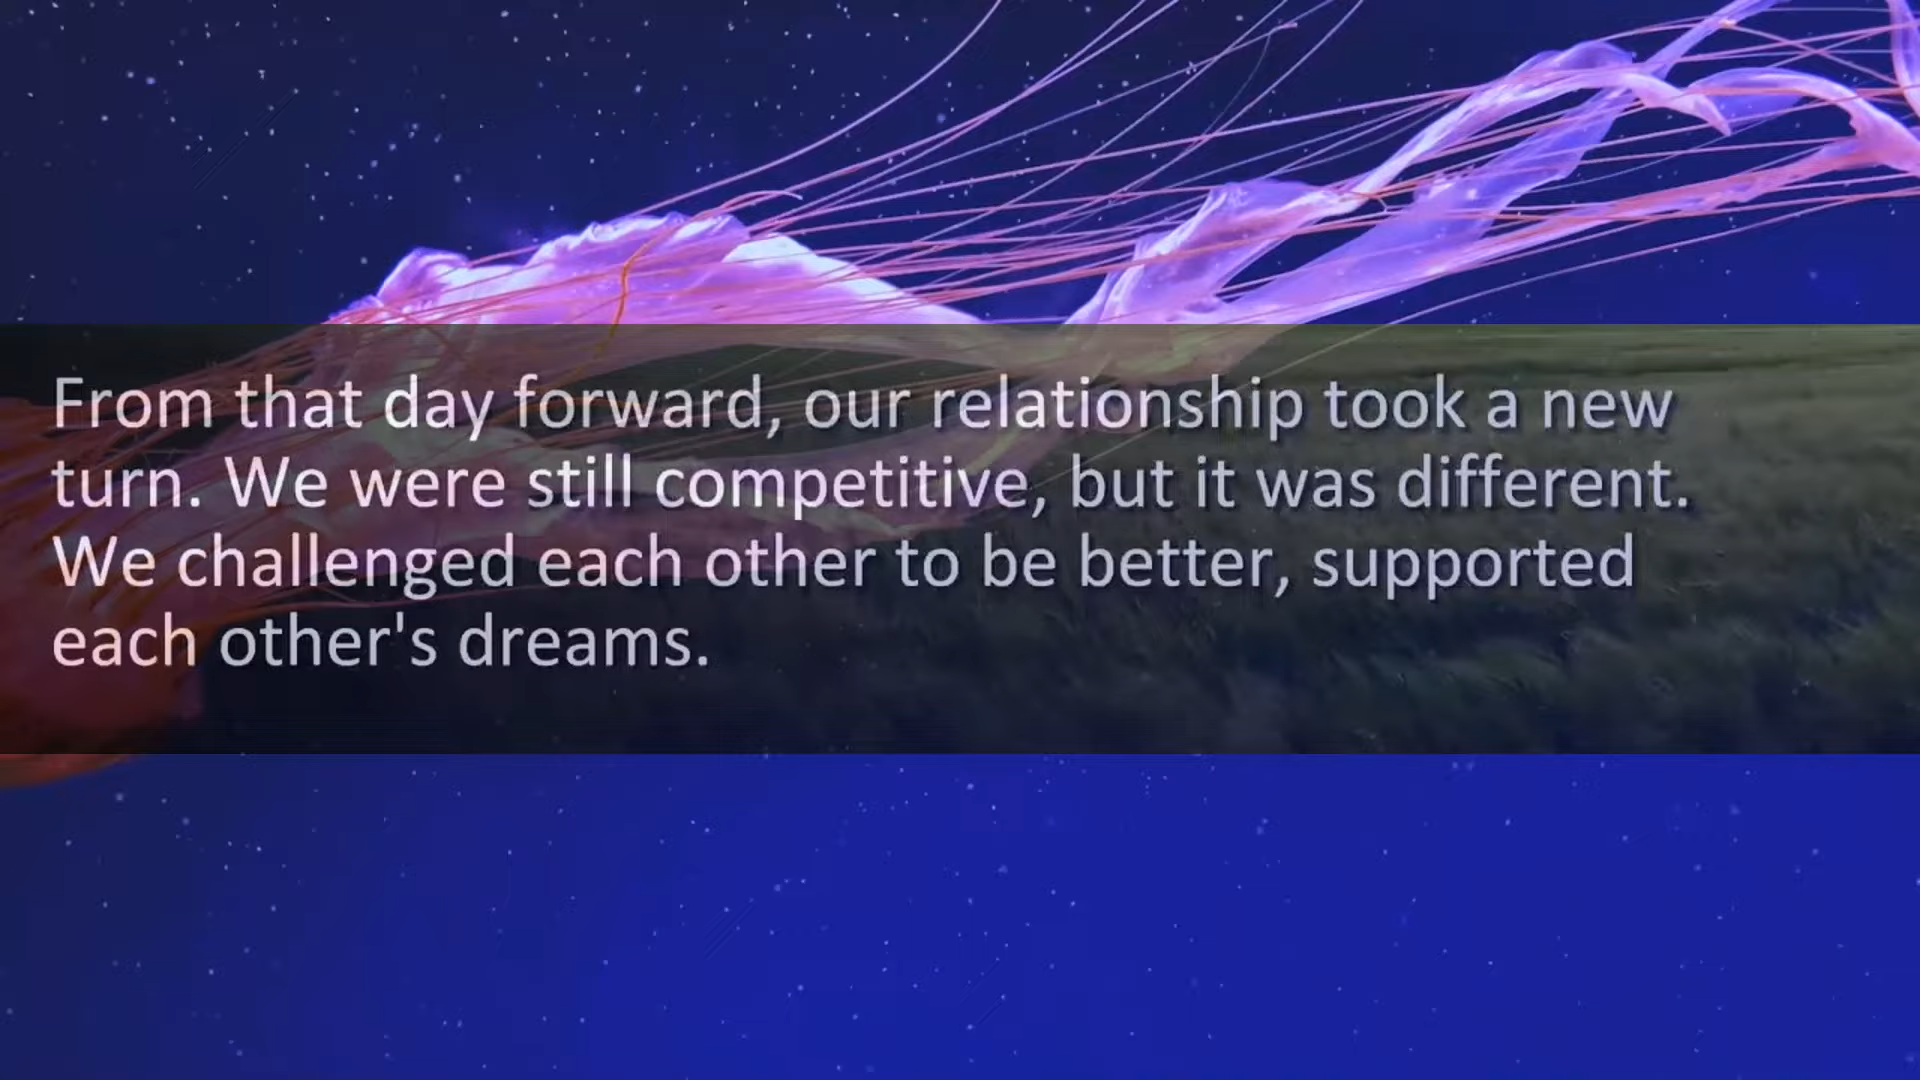 From that day forward, our relationship took a new
turn. We were still competitive, but it was different.
We challenged each other to be better, supported
each other's dreams.